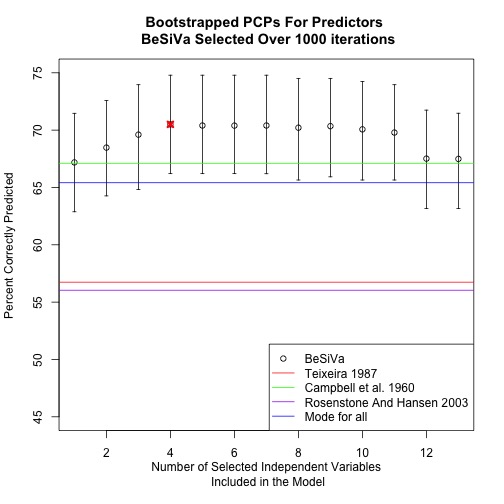 Bootstrapped PCPs For Predictors
BeSiVa Selected Over 1000 iterations
Percent Correctly Predicted
75
70
65
60
55
50
45
BeSiVa
Teixeira 1987
Campbell et al. 1960
Rosenstone And Hansen 2003
Mode for all
2 4 6 8 10 12
Number of Selected Independent Variables
Included in the Model